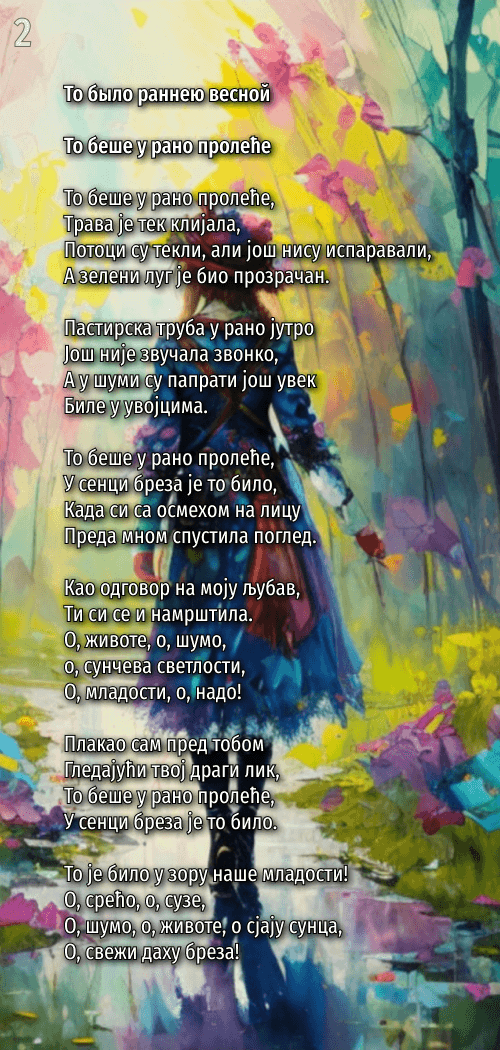 2
То было раннею весной
То беше у рано пролеће
То беше у рано пролеће,
Трава је тек клијала,
Потоци су текли, али још нису испаравали,
А зелени луг је био прозрачан.
Пастирска труба у рано јутро
Још није звучала звонко,
А у шуми су папрати још увек
Биле у увојцима.
То беше у рано пролеће,
У сенци бреза је то било,
Када си са осмехом на лицу
Преда мном спустила поглед.
Као одговор на моју љубав,
Ти си се и намрштила.
О, животе, о, шумо,
о, сунчева светлости,
О, младости, о, надо!
Плакао сам пред тобом
Гледајући твој драги лик,
То беше у рано пролеће,
У сенци бреза је то било.
То је било у зору наше младости!
О, срећо, о, сузе,
О, шумо, о, животе, о сјају сунца,
О, свежи даху бреза!